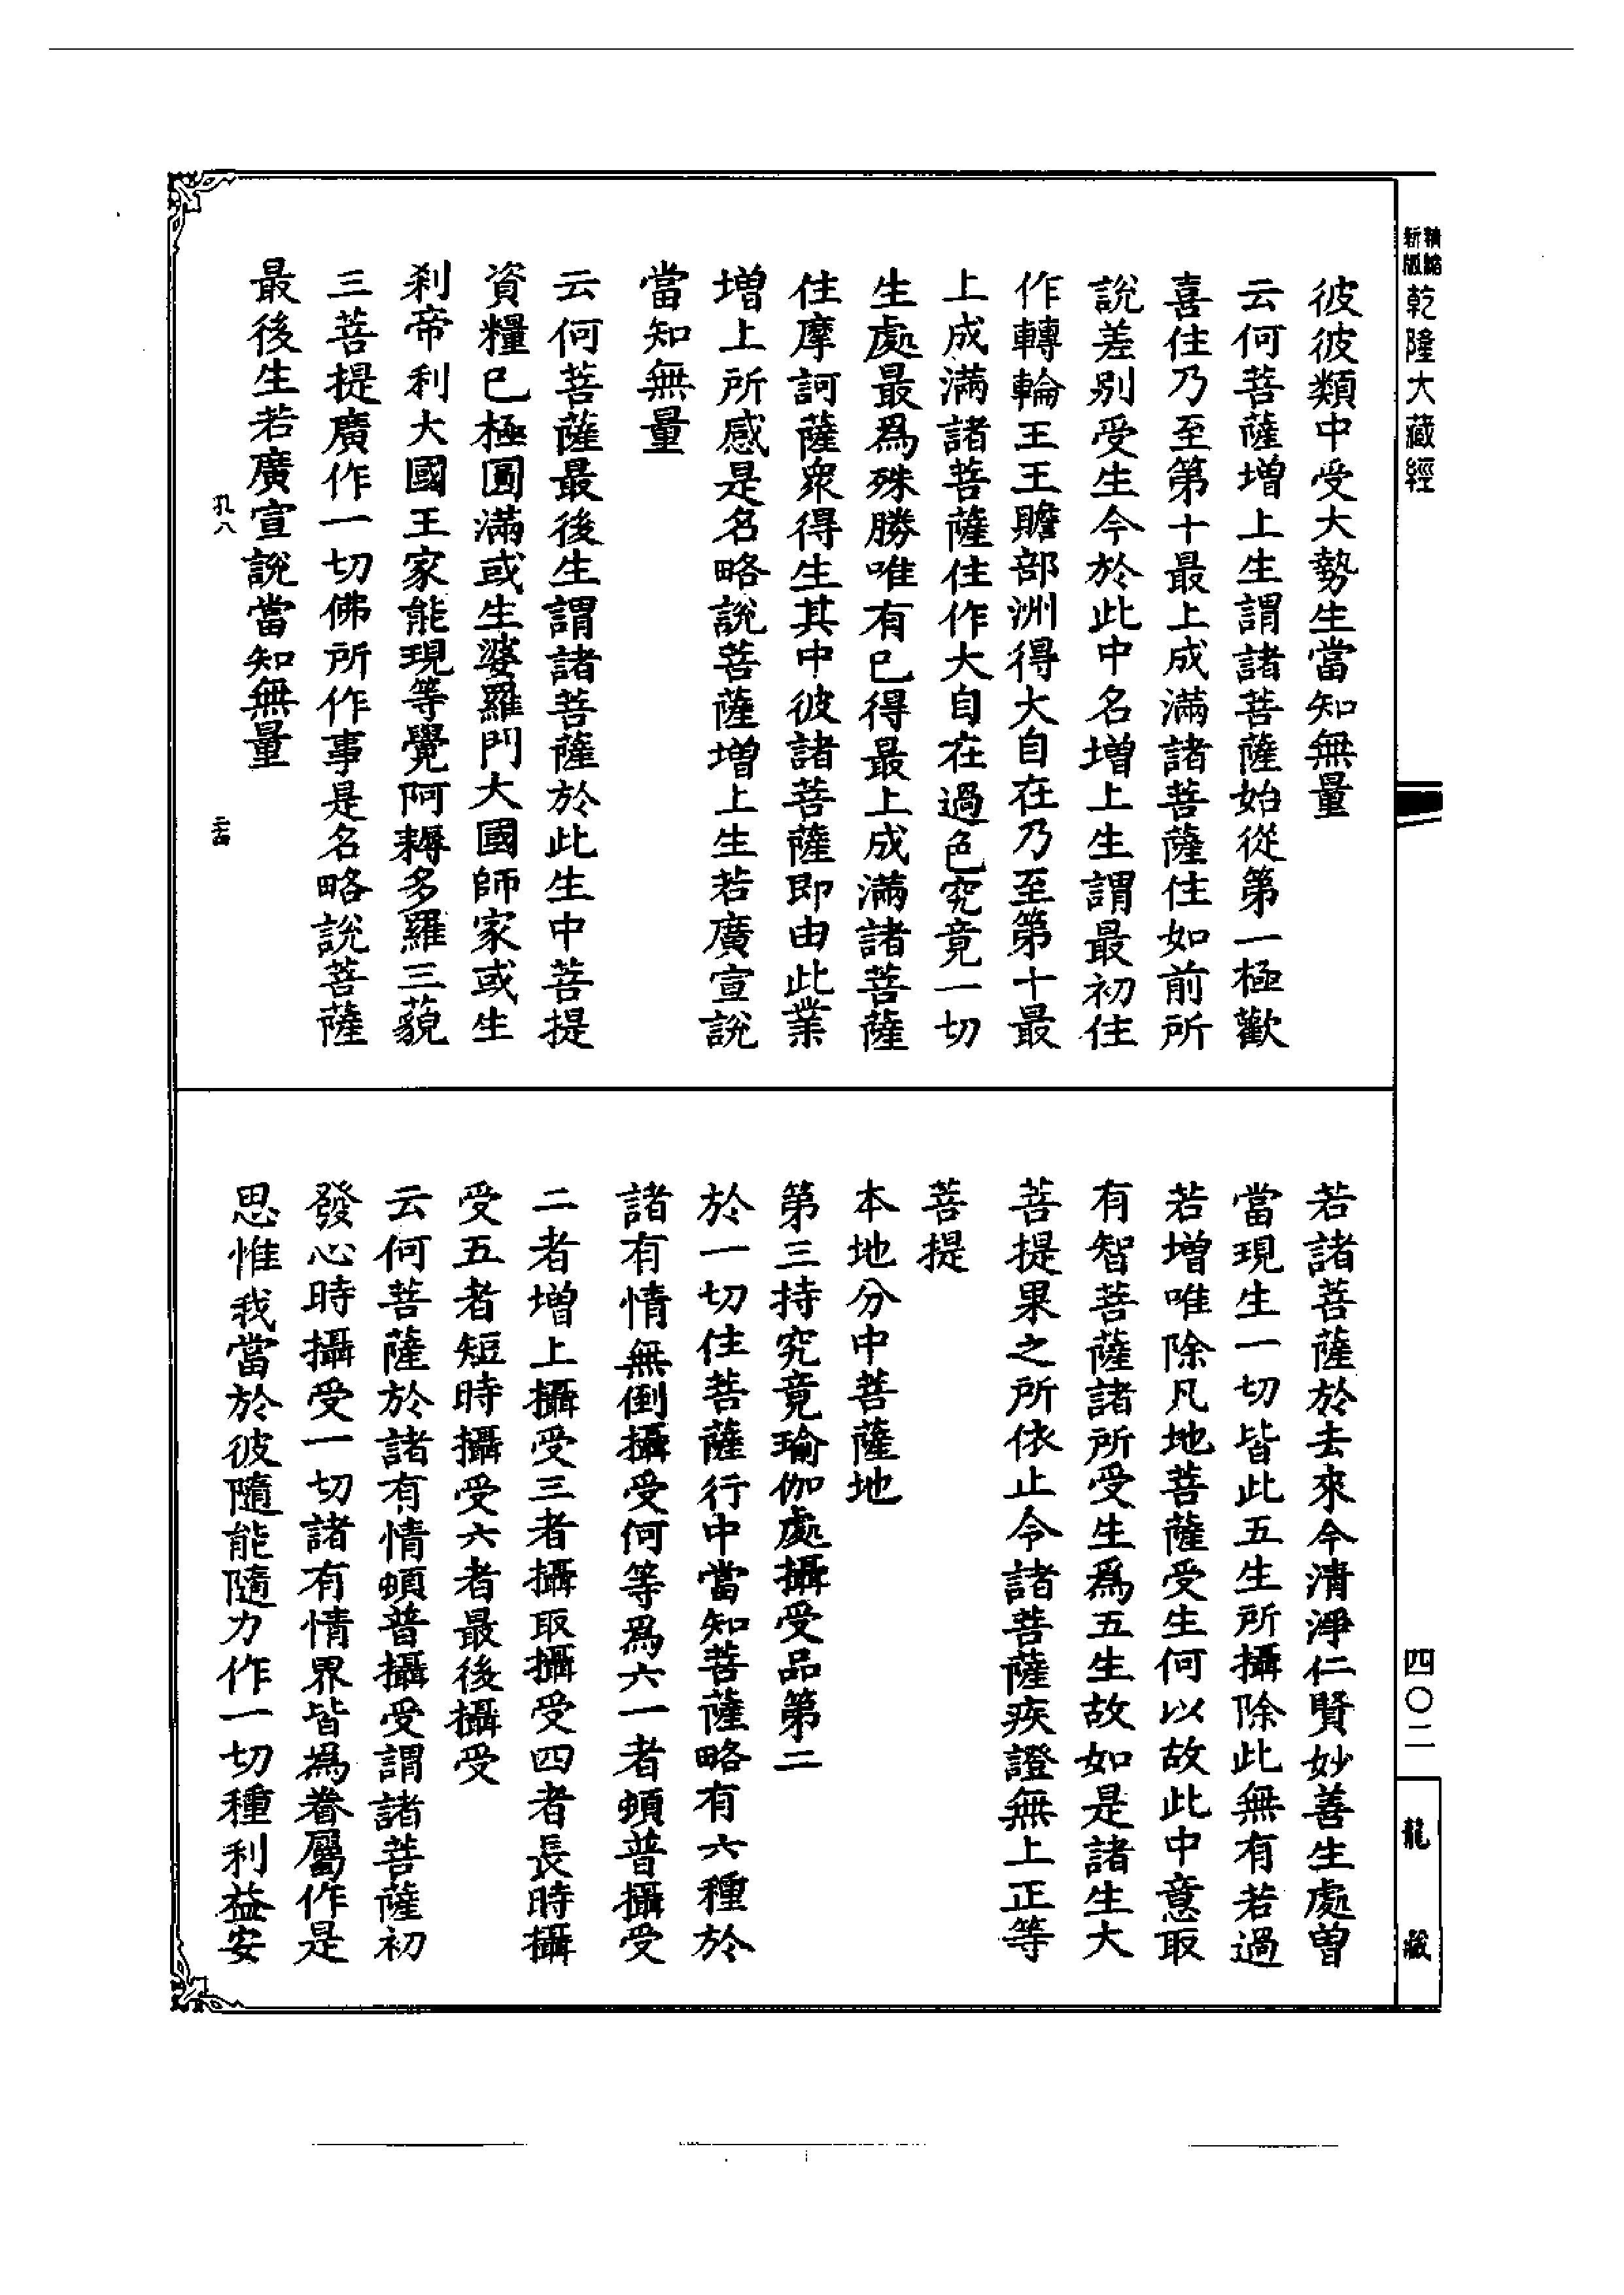 精縮新版乾隆大藏經
四〇二
龍藏
彼彼類中受大勢生當知無量
云何菩薩增上生謂諸菩薩始從第一極歡
喜住乃至第十最上成滿諸菩薩住如前所
說差別受生今於此中名增上生謂最初住
作轉輪王王贍部洲得大自在乃至第十最
上成滿諸菩薩住作大自在過色究竟一切
生處最爲殊勝唯有已得最上成滿諸菩薩
住摩訶薩衆得生其中彼諸菩薩即由此業
增上所感是名略說菩薩增上生若廣宣說
當知無量
云何菩薩最後生謂諸菩薩於此生中菩提
資糧已極圓滿或生婆羅門大國師家或生
刹帝利大國王家能現等覺阿耨多羅三藐
三菩提廣作一切佛所作事是名略說菩薩
最後生若廣宣說當知無量
孔八
二十四
若諸菩薩於去來今清淨仁賢妙善生處曾
當現生一切皆此五生所攝除此無有若過
若增唯除凡地菩薩受生何以故此中意取
有智菩薩諸所受生爲五生故如是諸生大
菩提果之所依止令諸菩薩疾證無上正等
菩提
本地分中菩薩地
第三持究竟瑜伽處攝受品第二
於一切住菩薩行中當知菩薩略有六種於
諸有情無倒攝受何等爲六一者頓普攝受
二者增上攝受三者攝取攝受四者長時攝
受五者短時攝受六者最後攝受
云何菩薩於諸有情頓普攝受謂諸菩薩初
發心時攝受一切諸有情界皆爲眷屬作是
思惟我當於彼隨能隨力作一切種利益安